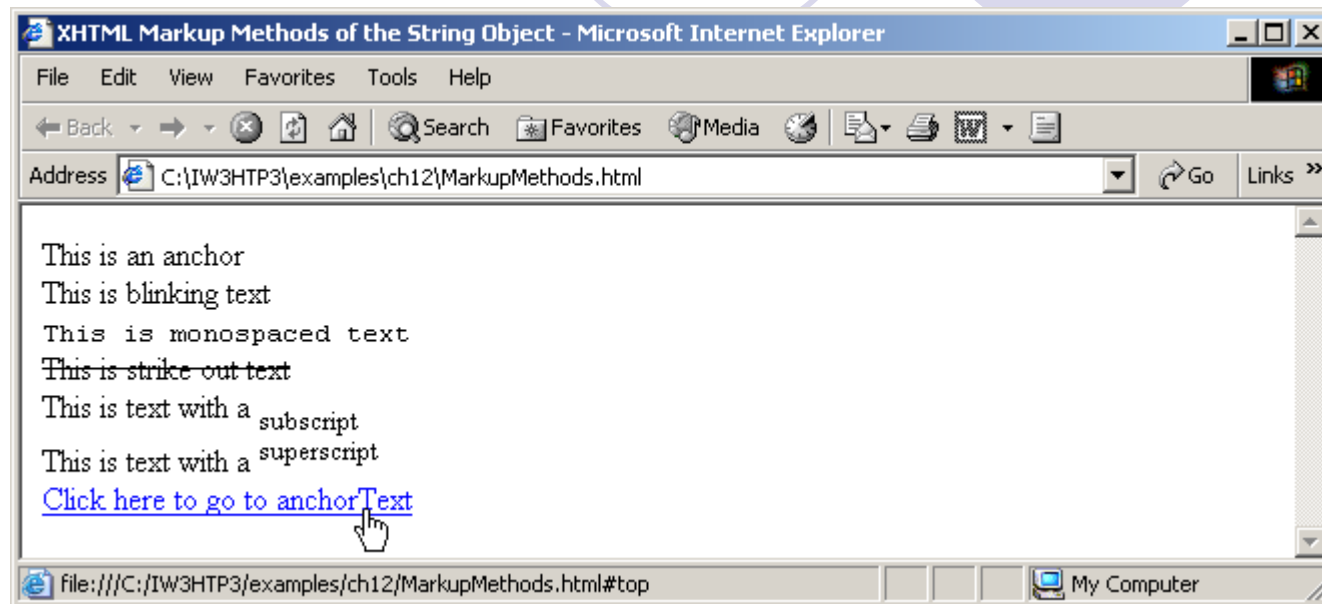 XHTML Markup Methods of the String Object - Microsoft Internet Explorer
File Edit View Favorites Tools Help
Back Search Favorites Media
Address C:\IW3HTP3\examples\ch12\MarkupMethods.html Go Links »
This is an anchor
This is blinking text
This is monospaced text
This is strike out text
This is text with a subscript
This is text with a superscript
Click here to go to anchorText
file:///C:/IW3HTP3/examples/ch12/MarkupMethods.html#top My Computer